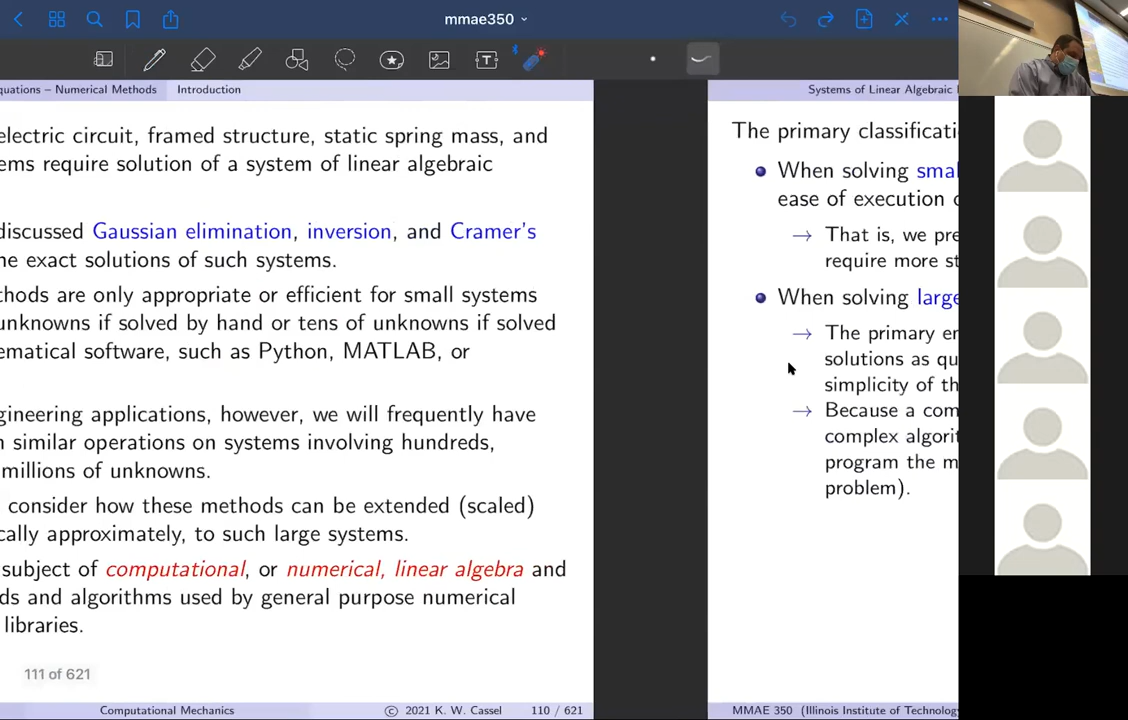 mmae350
quations – Numerical Methods Introduction
electric circuit, framed structure, static spring mass, and
ems require solution of a system of linear algebraic
discussed Gaussian elimination, inversion, and Cramer's
he exact solutions of such systems.
thods are only appropriate or efficient for small systems
unknowns if solved by hand or tens of unknowns if solved
ematical software, such as Python, MATLAB, or
gineering applications, however, we will frequently have
n similar operations on systems involving hundreds,
millions of unknowns.
consider how these methods can be extended (scaled)
cally approximately, to such large systems.
subject of computational, or numerical, linear algebra and
ds and algorithms used by general purpose numerical
libraries.
111 of 621
Computational Mechanics © 2021 K. W. Cassel 110 / 621
Systems of Linear Algebraic
The primary classificati
When solving smal
ease of execution o
→ That is, we pre
require more st
When solving large
→ The primary en
solutions as qu
simplicity of th
→ Because a com
complex algorit
program the m
problem).
MMAE 350 (Illinois Institute of Technology